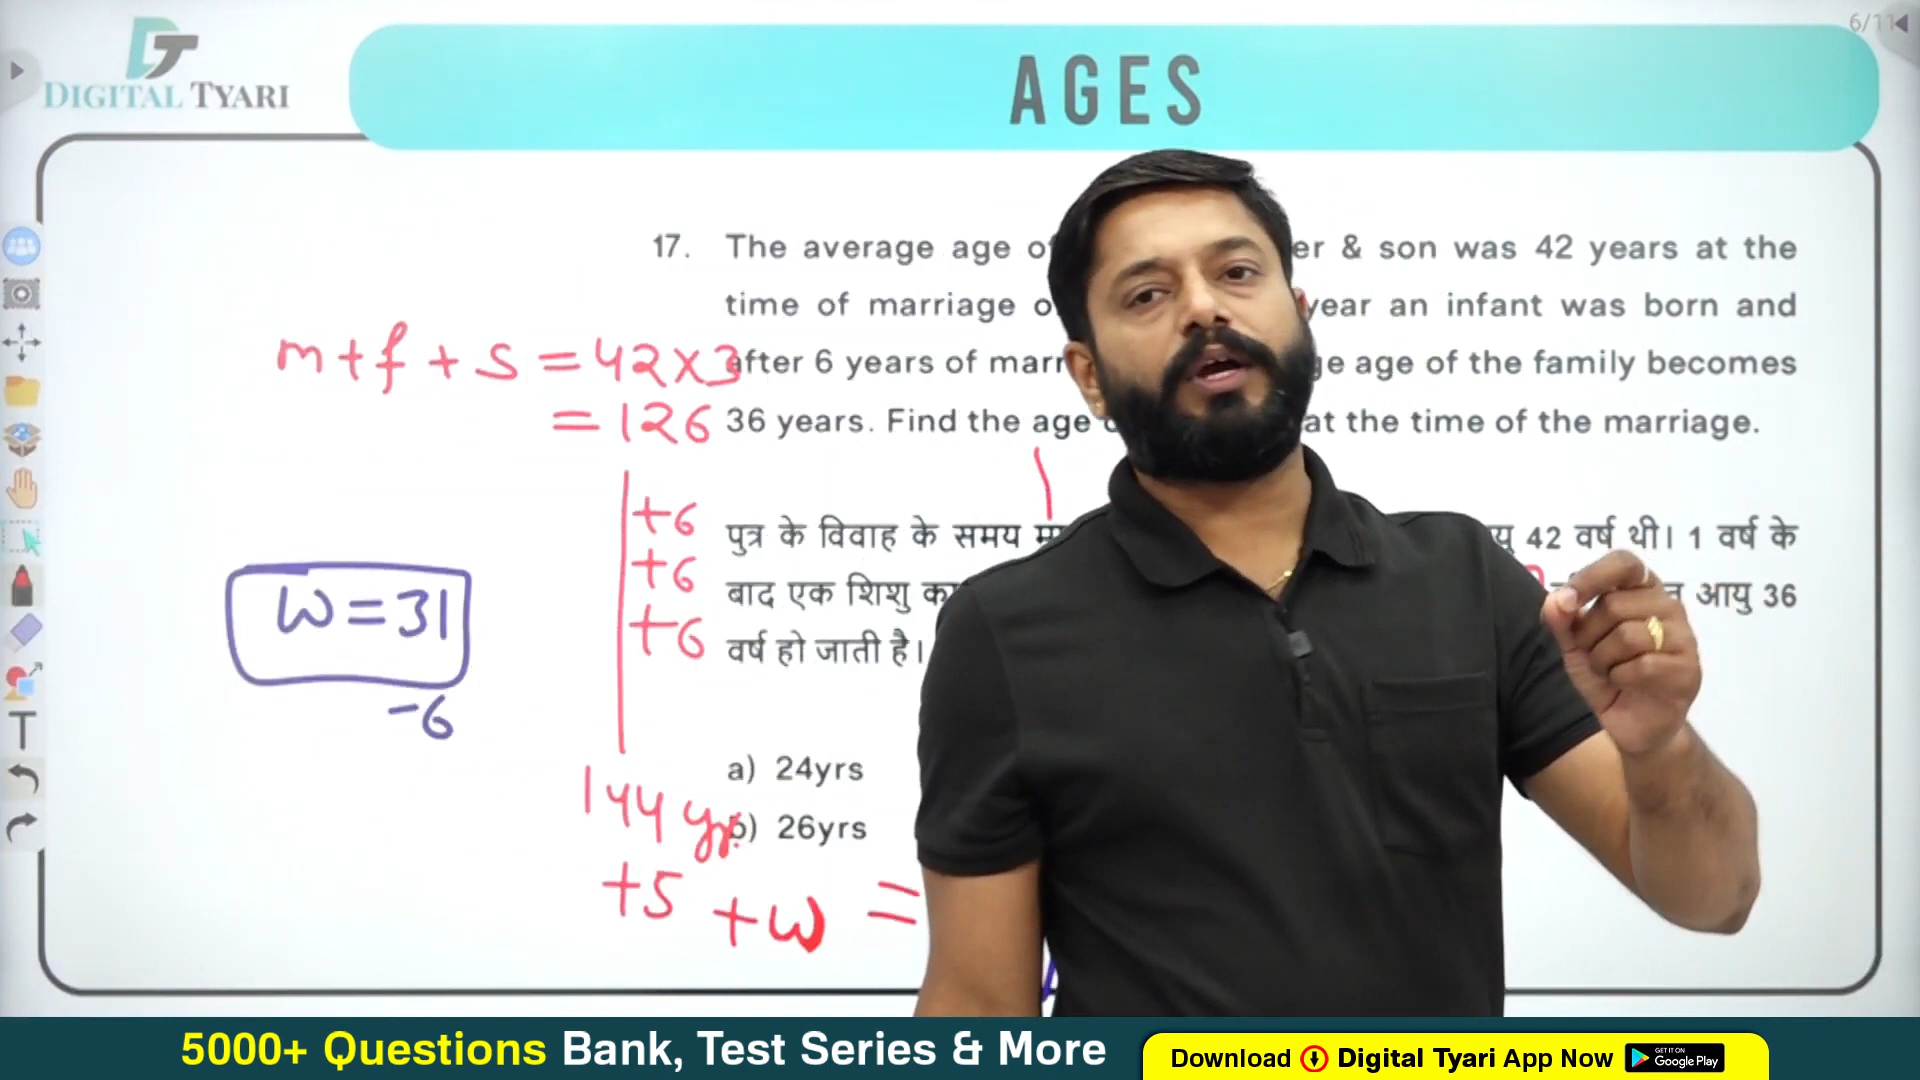 6/11
DIGITAL TYARI
AGES
17. The average age o er & son was 42 years at the
time of marriage o year an infant was born and
after 6 years of marr ge age of the family becomes
36 years. Find the age at the time of the marriage.
m + f + s = 42 x 3
= 126
+6
+6
+6
पुत्र के विवाह के समय 42 वर्ष थी। 1 वर्ष के
बाद एक शिशु का आयु 36
वर्ष हो जाती है।
w = 31
-6
a) 24yrs
b) 26yrs
144 yr.
+5 + w =
5000+ Questions Bank, Test Series & More
Download Digital Tyari App Now
GET IT ON
Google Play